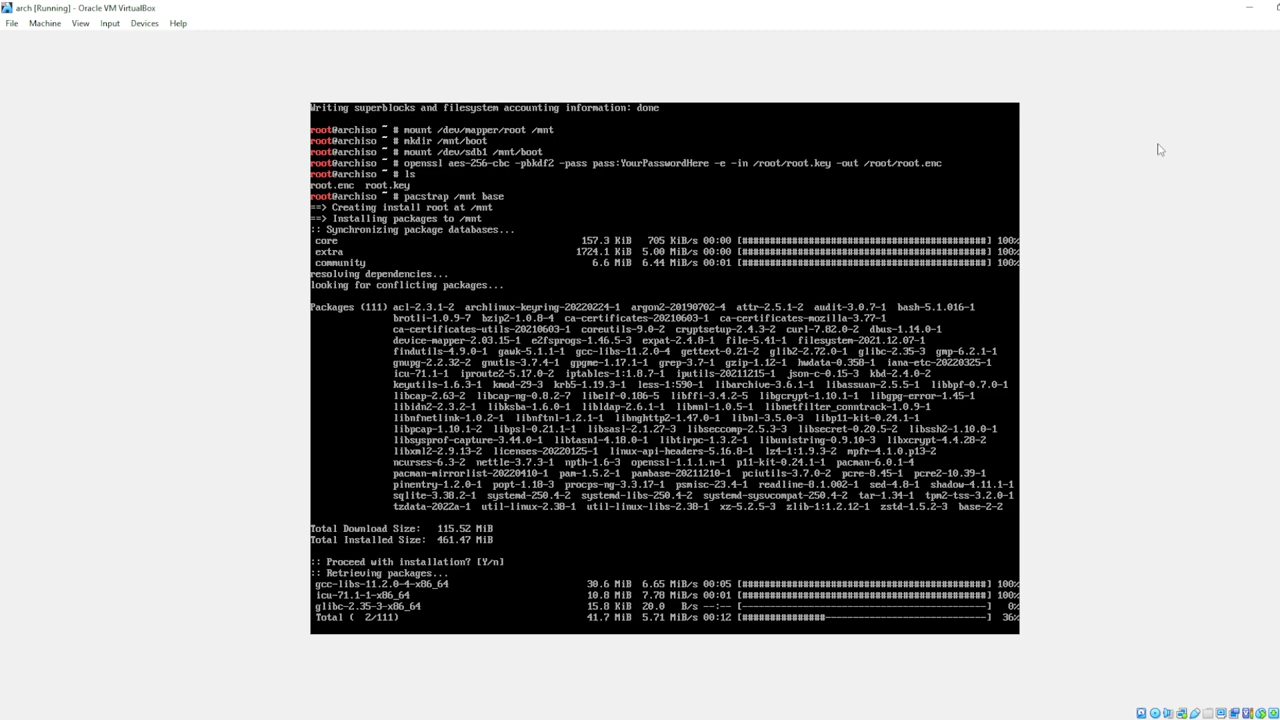 arch [Running] - Oracle VM VirtualBox
File Machine View Input Devices Help
Writing superblocks and filesystem accounting information: done
root@archiso ~ # mount /dev/mapper/root /mnt
root@archiso ~ # mkdir /mnt/boot
root@archiso ~ # mount /dev/sdb1 /mnt/boot
root@archiso ~ # openssl aes-256-cbc -pbkdf2 -pass pass:YourPasswordHere -e -in /root/root.key -out /root/root.enc
root@archiso ~ # ls
root.enc root.key
root@archiso ~ # pacstrap /mnt base
==> Creating install root at /mnt
==> Installing packages to /mnt
:: Synchronizing package databases...
core 157.3 KiB 705 KiB/s 00:00 [######################################] 100%
extra 1724.1 KiB 5.00 MiB/s 00:00 [######################################] 100%
community 6.6 MiB 6.44 MiB/s 00:01 [######################################] 100%
resolving dependencies...
looking for conflicting packages...
Packages (111) acl-2.3.1-2 archlinux-keyring-20220224-1 argon2-20190702-4 attr-2.5.1-2 audit-3.0.7-1 bash-5.1.016-1
brotli-1.0.9-7 bzip2-1.0.8-4 ca-certificates-20210603-1 ca-certificates-mozilla-3.77-1
ca-certificates-utils-20210603-1 coreutils-9.0-2 cryptsetup-2.4.3-2 curl-7.82.0-2 dbus-1.14.0-1
device-mapper-2.03.15-1 e2fsprogs-1.46.5-3 expat-2.4.8-1 file-5.41-1 filesystem-2021.12.07-1
findutils-4.9.0-1 gawk-5.1.1-1 gcc-libs-11.2.0-4 gettext-0.21-2 glib2-2.72.0-1 glibc-2.35-3 gmp-6.2.1-1
gnupg-2.2.32-2 gnutls-3.7.4-1 gpgme-1.17.1-1 grep-3.7-1 gzip-1.12-1 hwdata-0.358-1 iana-etc-20220325-1
icu-71.1-1 iproute2-5.17.0-2 iptables-1:1.8.7-1 iputils-20211215-1 json-c-0.15-3 kbd-2.4.0-2
keyutils-1.6.3-1 kmod-29-3 krb5-1.19.3-1 less-1:590-1 libarchive-3.6.1-1 libassuan-2.5.5-1 libbpf-0.7.0-1
libcap-2.63-1 libcap-ng-0.8.2-7 libelf-0.186-5 libffi-3.4.2-5 libgcrypt-1.10.1-1 libgpg-error-1.45-1
libidn2-2.3.2-1 libksba-1.6.0-1 libldap-2.6.1-1 libmnl-1.0.5-1 libnetfilter_conntrack-1.0.9-1
libnfnetlink-1.0.2-1 libnftnl-1.2.1-1 libnghttp2-1.47.0-1 libnl-3.5.0-3 libp11-kit-0.24.1-1
libpcap-1.10.1-2 libpsl-0.21.1-1 libsasl-2.1.27-3 libseccomp-2.5.3-3 libsecret-0.20.5-2 libssh2-1.10.0-1
libsysprof-capture-3.44.0-1 libtasn1-4.18.0-1 libtirpc-1.3.2-1 libunistring-0.9.10-3 libxcrypt-4.4.28-2
libxml2-2.9.13-2 licenses-20220125-1 linux-api-headers-5.16.8-1 lz4-1:1.9.3-2 mpfr-4.1.0.p13-2
ncurses-6.3-2 nettle-3.7.3-1 npth-1.6-3 openssl-1.1.1.n-1 p11-kit-0.24.1-1 pacman-6.0.1-4
pacman-mirrorlist-20220410-1 pam-1.5.2-1 pambase-20211210-1 pciutils-3.7.0-2 pcre-8.45-1 pcre2-10.39-1
pinentry-1.2.0-1 popt-1.18-3 procps-ng-3.3.17-1 psmisc-23.4-1 readline-8.1.002-1 sed-4.8-1 shadow-4.11.1-1
sqlite-3.38.2-1 systemd-250.4-2 systemd-libs-250.4-2 systemd-sysvcompat-250.4-2 tar-1.34-1 tpm2-tss-3.2.0-1
tzdata-2022a-1 util-linux-2.38-1 util-linux-libs-2.38-1 xz-5.2.5-3 zlib-1:1.2.12-1 zstd-1.5.2-3 base-2-2
Total Download Size: 115.52 MiB
Total Installed Size: 461.47 MiB
:: Proceed with installation? [Y/n]
:: Retrieving packages...
gcc-libs-11.2.0-4-x86_64 30.6 MiB 6.65 MiB/s 00:05 [######################################] 100%
icu-71.1-1-x86_64 10.8 MiB 7.78 MiB/s 00:01 [######################################] 100%
glibc-2.35-3-x86_64 15.8 KiB 20.0 B/s --:-- [--------------------------------------] 0%
Total ( 2/111) 41.7 MiB 5.71 MiB/s 00:12 [#############-------------------------] 36%